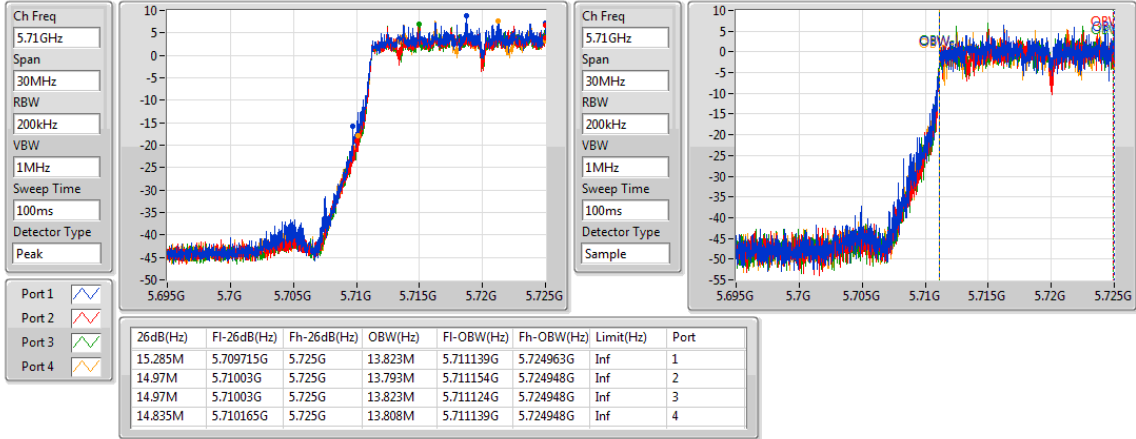 Ch Freq
5.71GHz
Span
30MHz
RBW
200kHz
VBW
1MHz
Sweep Time
100ms
Detector Type
Peak
10
5
0
-5
-10
-15
-20
-25
-30
-35
-40
-45
-50
5.695G 5.7G 5.705G 5.71G 5.715G 5.72G 5.725G
Ch Freq
5.71GHz
Span
30MHz
RBW
200kHz
VBW
1MHz
Sweep Time
100ms
Detector Type
Sample
10
5
0
-5
-10
-15
-20
-25
-30
-35
-40
-45
-50
-55
OBW
OBV
OBV
5.695G 5.7G 5.705G 5.71G 5.715G 5.72G 5.725G
Port 1
Port 2
Port 3
Port 4
26dB(Hz) Fl-26dB(Hz) Fh-26dB(Hz) OBW(Hz) Fl-OBW(Hz) Fh-OBW(Hz) Limit(Hz) Port
15.285M 5.709715G 5.725G 13.823M 5.711139G 5.724963G Inf 1
14.97M 5.71003G 5.725G 13.793M 5.711154G 5.724948G Inf 2
14.97M 5.71003G 5.725G 13.823M 5.711124G 5.724948G Inf 3
14.835M 5.710165G 5.725G 13.808M 5.711139G 5.724948G Inf 4